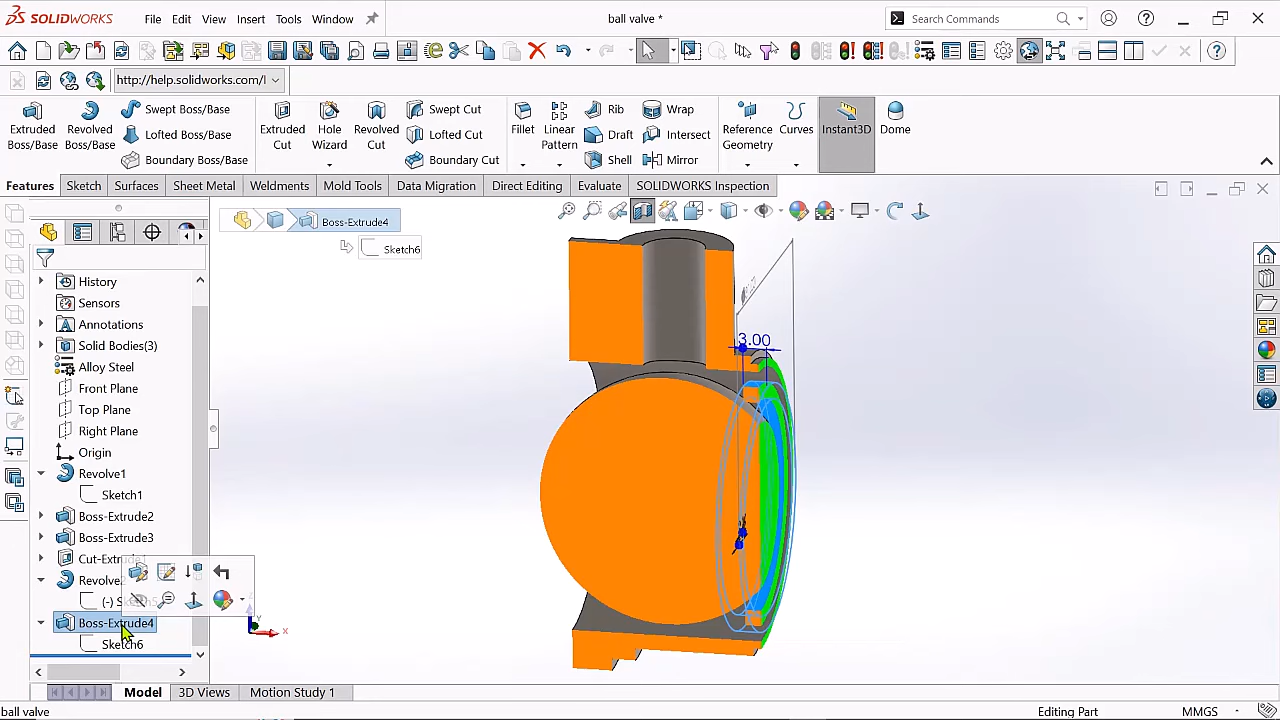 SOLIDWORKS
File Edit View Insert Tools Window
ball valve *
Search Commands
http://help.solidworks.com/I
Extruded Boss/Base
Revolved Boss/Base
Swept Boss/Base
Lofted Boss/Base
Boundary Boss/Base
Extruded Cut
Hole Wizard
Revolved Cut
Swept Cut
Lofted Cut
Boundary Cut
Fillet
Linear Pattern
Rib
Draft
Shell
Wrap
Intersect
Mirror
Reference Geometry
Curves
Instant3D
Dome
Features Sketch Surfaces Sheet Metal Weldments Mold Tools Data Migration Direct Editing Evaluate SOLIDWORKS Inspection
Boss-Extrude4
Sketch6
History
Sensors
Annotations
Solid Bodies(3)
Alloy Steel
Front Plane
Top Plane
Right Plane
Origin
Revolve1
Sketch1
Boss-Extrude2
Boss-Extrude3
Boss-Extrude4
Sketch6
3.00
Y
X
Model 3D Views Motion Study 1
ball valve
Editing Part
MMGS